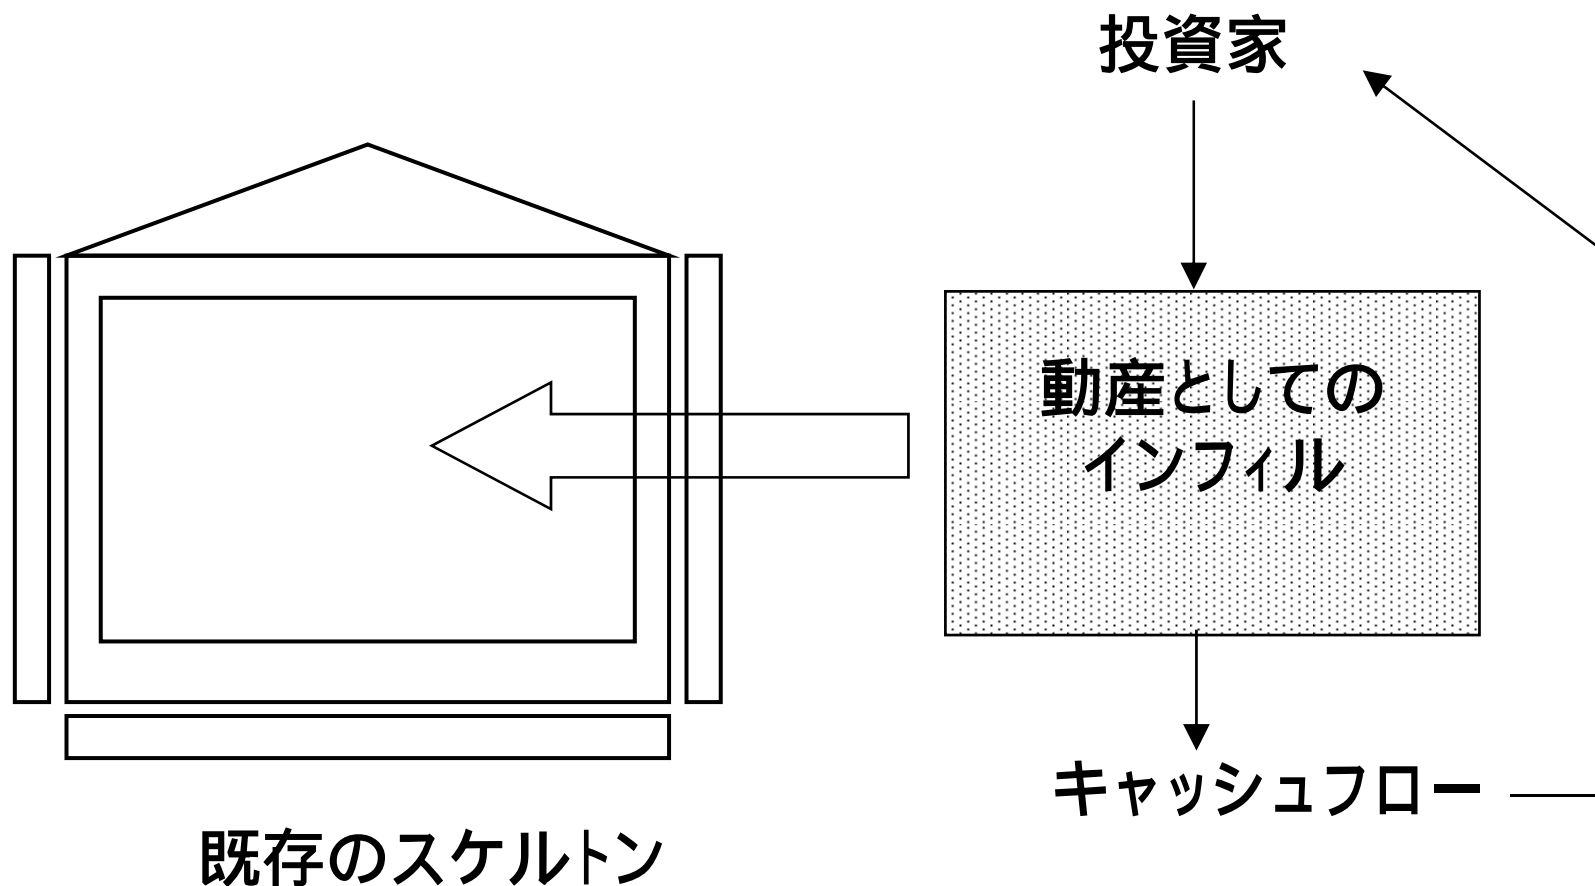 投資家
動産としての
インフィル
キャッシュフロー
既存のスケルトン